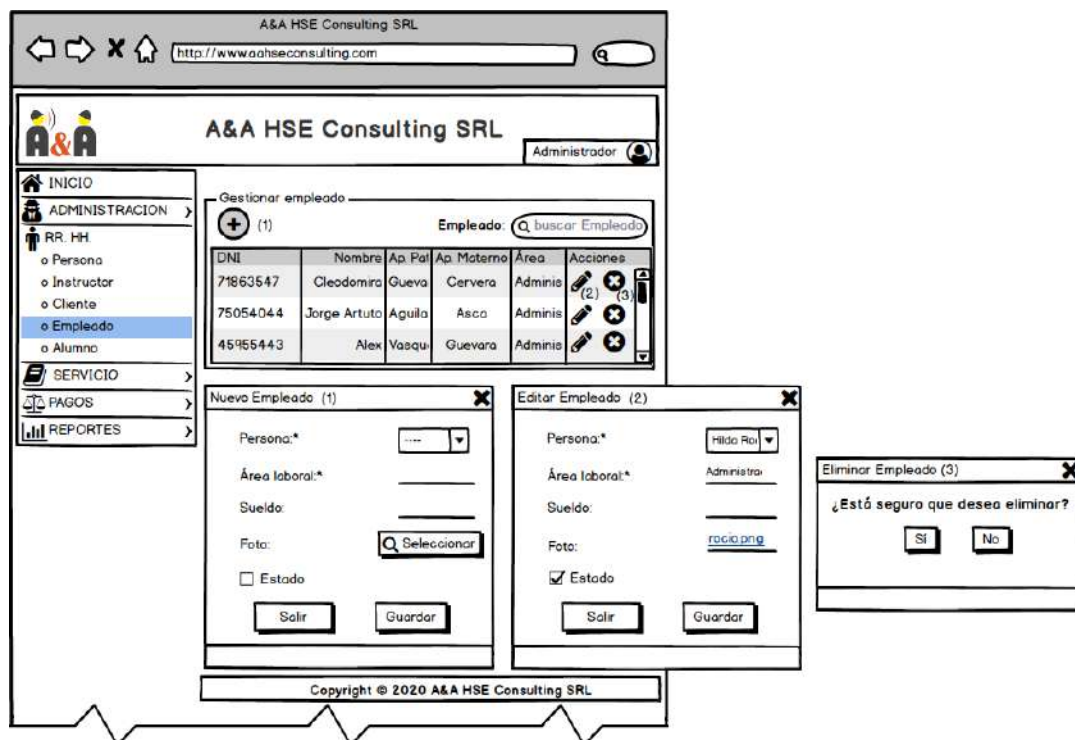 A&A HSE Consulting SRL
http://www.aahseconsulting.com
A&A
A&A HSE Consulting SRL
Administrador
INICIO
ADMINISTRACION
RR. HH.
o Persona
o Instructor
o Cliente
o Empleado
o Alumno
SERVICIO
PAGOS
REPORTES
Gestionar empleado
(1)
Empleado: buscar Empleado
DNI Nombre Ap. Pat Ap. Materno Área Acciones
71863547 Cleodomiro Gueva Cervera Adminis (2) (3)
75054044 Jorge Artuto Aguila Asca Adminis
45955443 Alex Vasqu Guevara Adminis
Nuevo Empleado (1)
Persona:* ----
Área laboral:*
Sueldo:
Foto: Seleccionar
Estado
Salir Guardar
Editar Empleado (2)
Persona:* Hilda Ro
Área laboral:* Administra
Sueldo:
Foto: rocio.png
Estado
Salir Guardar
Eliminar Empleado (3)
¿Está seguro que desea eliminar?
Sí No
Copyright © 2020 A&A HSE Consulting SRL